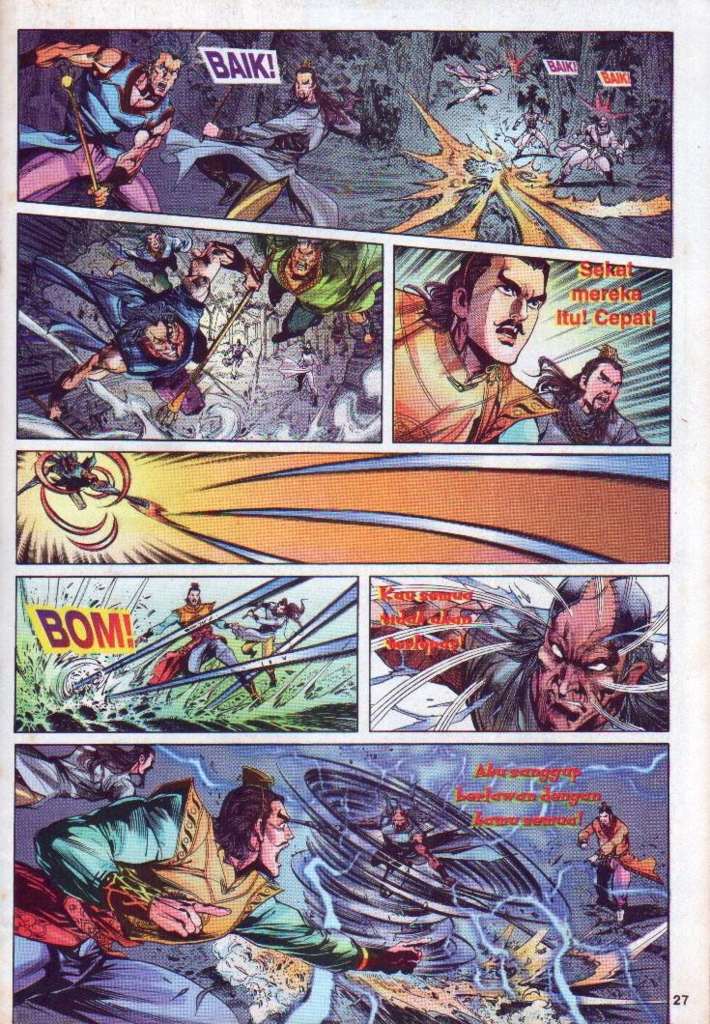 BAIK!
BAIK!
BAIK!
Sekat
mereka
Itu! Cepat!
BOM!
Kau semua
tidak akan
terlepas!
Aku sanggup
berlawan dengan
kamu semua!
27